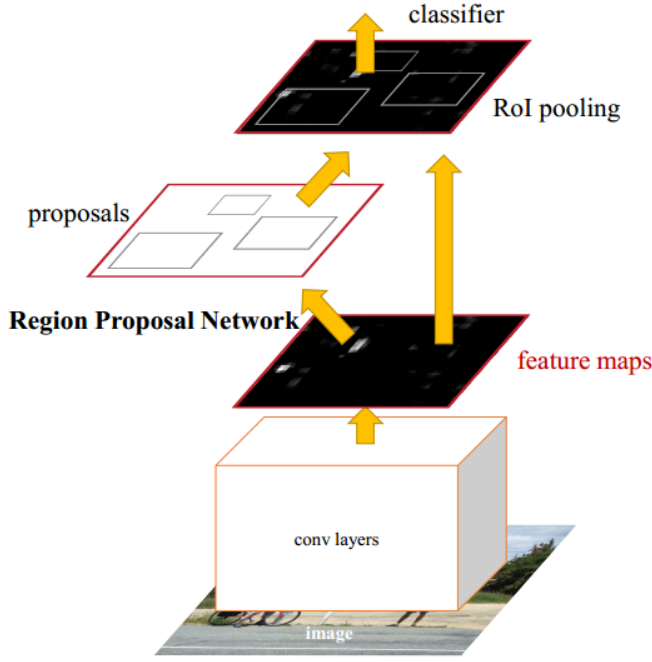 classifier
RoI pooling
proposals
Region Proposal Network
feature maps
conv layers
image